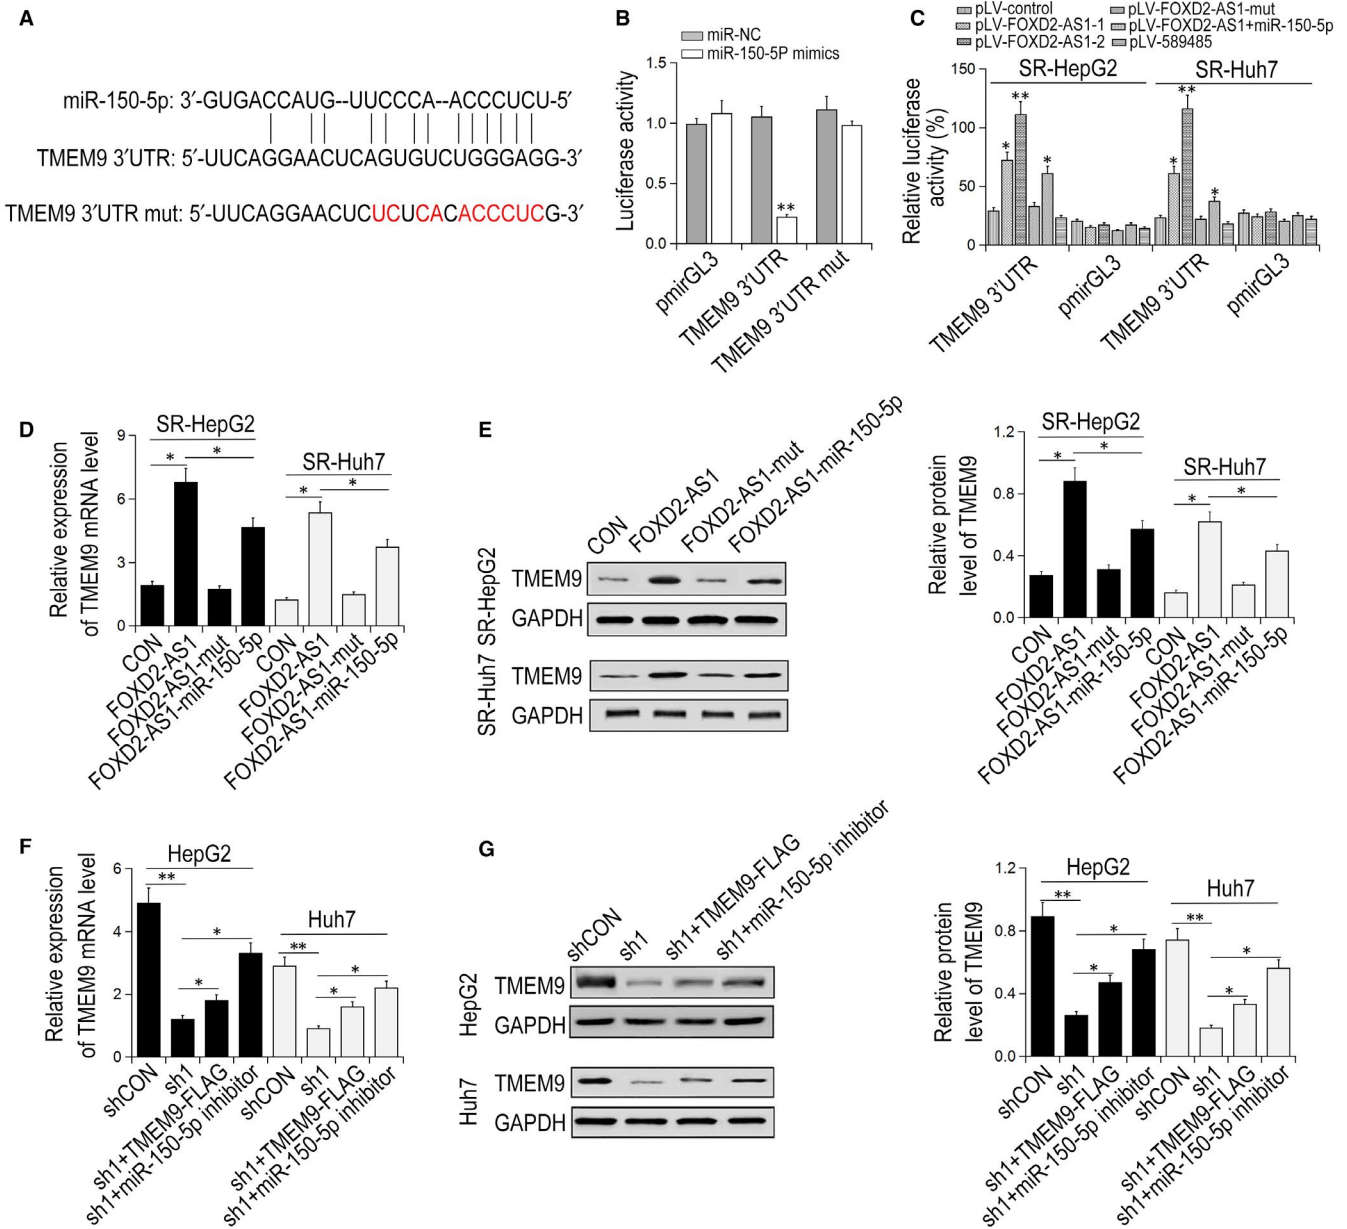 A
miR-150-5p: 3′-GUGACCAUG--UUCCCA--ACCCUCU-5′
TMEM9 3′UTR: 5′-UUCAGGAACUCAGUGUCUGGGAGG-3′
TMEM9 3′UTR mut: 5′-UUCAGGAACUCUCUCACACCCUCG-3′
B
miR-NC
miR-150-5P mimics
Luciferase activity
1.5
1.0
0.5
0.0
**
pmirGL3
TMEM9 3′UTR
TMEM9 3′UTR mut
C
pLV-control
pLV-FOXD2-AS1-1
pLV-FOXD2-AS1-2
pLV-FOXD2-AS1-mut
pLV-FOXD2-AS1+miR-150-5p
pLV-589485
Relative luciferase
activity (%)
150
100
50
0
SR-HepG2
SR-Huh7
* ** * * ** *
TMEM9 3′UTR
pmirGL3
TMEM9 3′UTR
pmirGL3
D
Relative expression
of TMEM9 mRNA level
9
6
3
0
SR-HepG2
* *
SR-Huh7
* *
CON
FOXD2-AS1
FOXD2-AS1-mut
FOXD2-AS1-miR-150-5p
CON
FOXD2-AS1
FOXD2-AS1-mut
FOXD2-AS1-miR-150-5p
E
CON
FOXD2-AS1
FOXD2-AS1-mut
FOXD2-AS1-miR-150-5p
SR-HepG2
TMEM9
GAPDH
SR-Huh7
TMEM9
GAPDH
Relative protein
level of TMEM9
1.2
0.8
0.4
0.0
SR-HepG2
* *
SR-Huh7
* *
CON
FOXD2-AS1
FOXD2-AS1-mut
FOXD2-AS1-miR-150-5p
CON
FOXD2-AS1
FOXD2-AS1-mut
FOXD2-AS1-miR-150-5p
F
Relative expression
of TMEM9 mRNA level
6
4
2
0
HepG2
** * *
Huh7
** * *
shCON
sh1
sh1+TMEM9-FLAG
sh1+miR-150-5p inhibitor
shCON
sh1
sh1+TMEM9-FLAG
sh1+miR-150-5p inhibitor
G
shCON
sh1
sh1+TMEM9-FLAG
sh1+miR-150-5p inhibitor
HepG2
TMEM9
GAPDH
Huh7
TMEM9
GAPDH
Relative protein
level of TMEM9
1.2
0.8
0.4
0.0
HepG2
** * *
Huh7
** * *
shCON
sh1
sh1+TMEM9-FLAG
sh1+miR-150-5p inhibitor
shCON
sh1
sh1+TMEM9-FLAG
sh1+miR-150-5p inhibitor